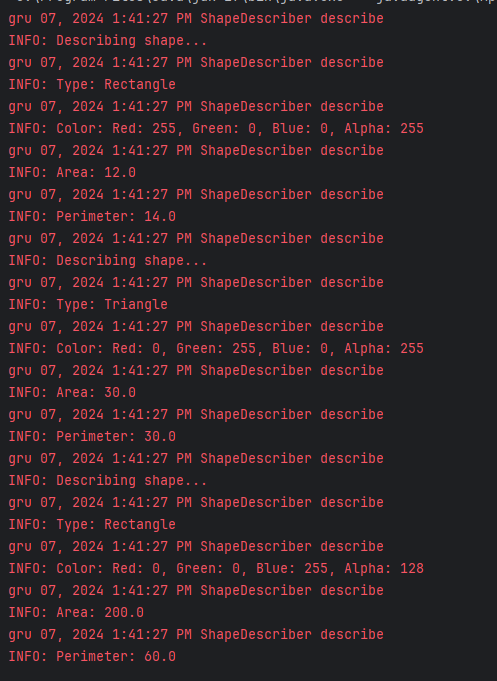 gru 07, 2024 1:41:27 PM ShapeDescriber describe
INFO: Describing shape...
gru 07, 2024 1:41:27 PM ShapeDescriber describe
INFO: Type: Rectangle
gru 07, 2024 1:41:27 PM ShapeDescriber describe
INFO: Color: Red: 255, Green: 0, Blue: 0, Alpha: 255
gru 07, 2024 1:41:27 PM ShapeDescriber describe
INFO: Area: 12.0
gru 07, 2024 1:41:27 PM ShapeDescriber describe
INFO: Perimeter: 14.0
gru 07, 2024 1:41:27 PM ShapeDescriber describe
INFO: Describing shape...
gru 07, 2024 1:41:27 PM ShapeDescriber describe
INFO: Type: Triangle
gru 07, 2024 1:41:27 PM ShapeDescriber describe
INFO: Color: Red: 0, Green: 255, Blue: 0, Alpha: 255
gru 07, 2024 1:41:27 PM ShapeDescriber describe
INFO: Area: 30.0
gru 07, 2024 1:41:27 PM ShapeDescriber describe
INFO: Perimeter: 30.0
gru 07, 2024 1:41:27 PM ShapeDescriber describe
INFO: Describing shape...
gru 07, 2024 1:41:27 PM ShapeDescriber describe
INFO: Type: Rectangle
gru 07, 2024 1:41:27 PM ShapeDescriber describe
INFO: Color: Red: 0, Green: 0, Blue: 255, Alpha: 128
gru 07, 2024 1:41:27 PM ShapeDescriber describe
INFO: Area: 200.0
gru 07, 2024 1:41:27 PM ShapeDescriber describe
INFO: Perimeter: 60.0